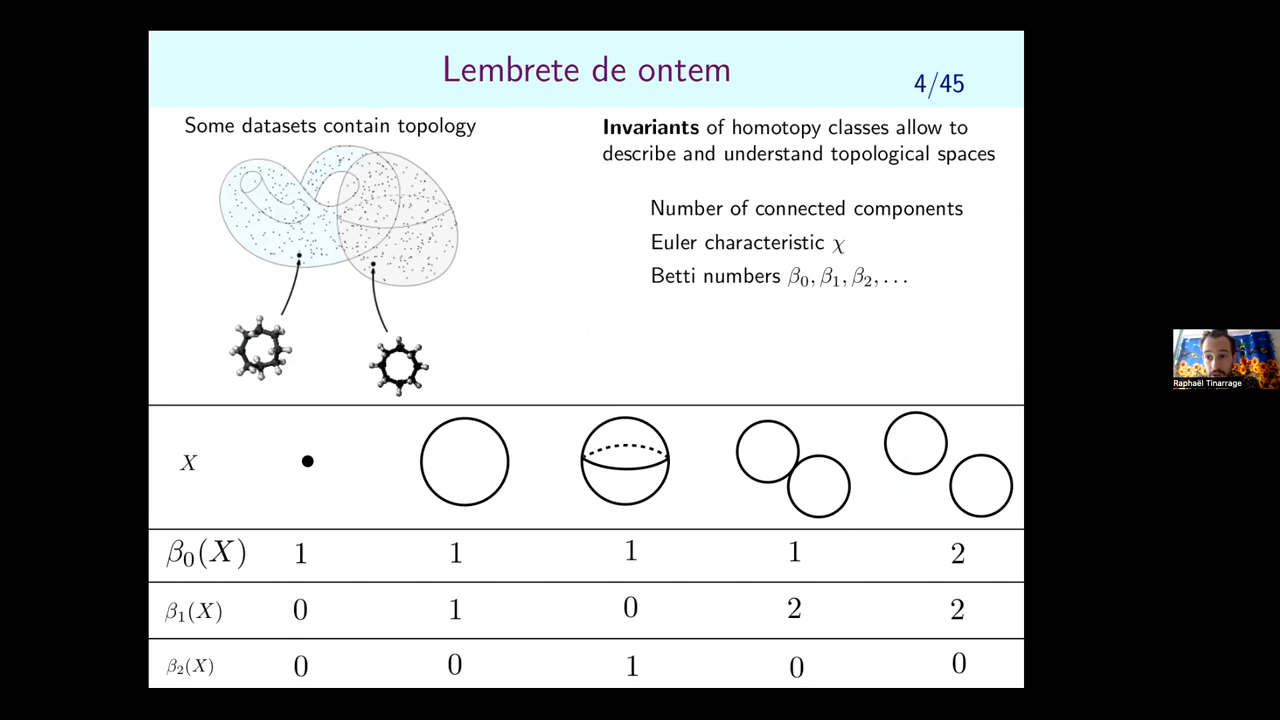 Lembrete de ontem
4/45
Some datasets contain topology
Invariants of homotopy classes allow to
describe and understand topological spaces
Number of connected components
Euler characteristic χ
Betti numbers β₀, β₁, β₂, . . .
X
β₀(X) 1 1 1 1 2
β₁(X) 0 1 0 2 2
β₂(X) 0 0 1 0 0
Raphaël Tinarrage